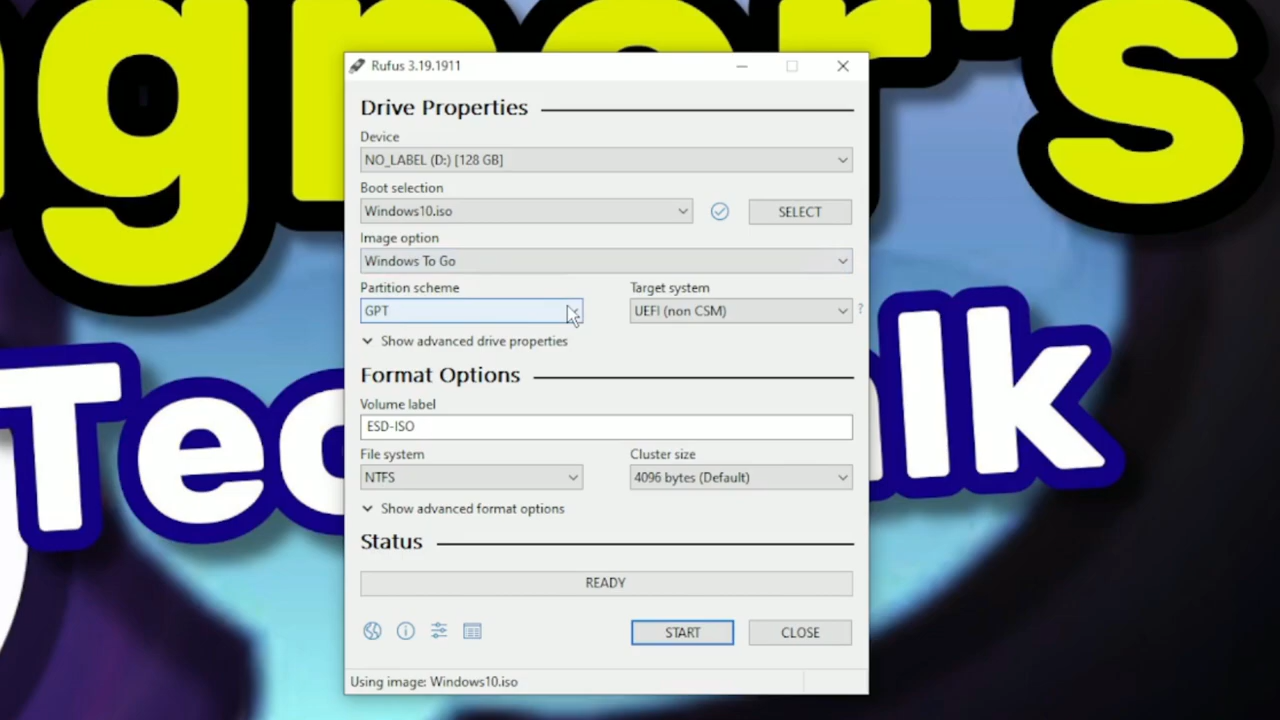 gner's
Tec
alk
Rufus 3.19.1911
Drive Properties
Device
NO_LABEL (D:) [128 GB]
Boot selection
Windows10.iso
SELECT
Image option
Windows To Go
Partition scheme
Target system
GPT
UEFI (non CSM)
?
Show advanced drive properties
Format Options
Volume label
ESD-ISO
File system
Cluster size
NTFS
4096 bytes (Default)
Show advanced format options
Status
READY
START
CLOSE
Using image: Windows10.iso